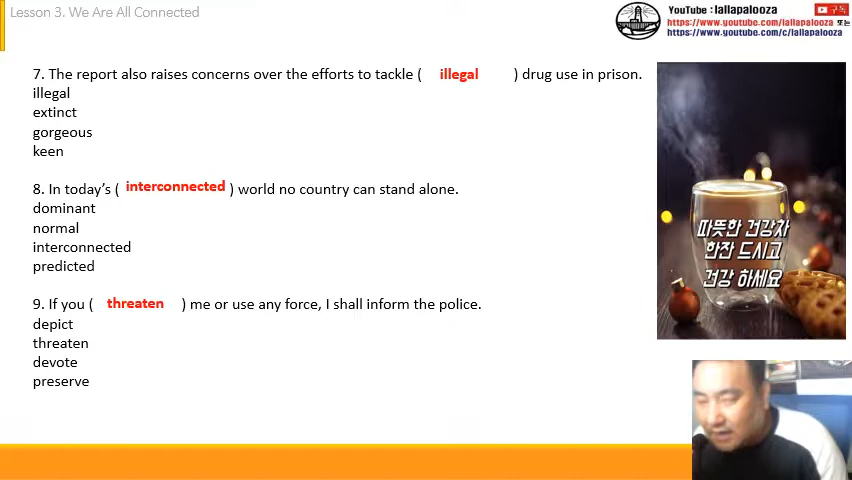 Lesson 3. We Are All Connected
YouTube : lallapalooza
구독
https://www.youtube.com/lallapalooza 또는
https://www.youtube.com/c/lallapalooza
7. The report also raises concerns over the efforts to tackle ( illegal ) drug use in prison.
illegal
extinct
gorgeous
keen
8. In today's ( interconnected ) world no country can stand alone.
dominant
normal
interconnected
predicted
9. If you ( threaten ) me or use any force, I shall inform the police.
depict
threaten
devote
preserve
따뜻한 건강차
한잔 드시고
건강 하세요